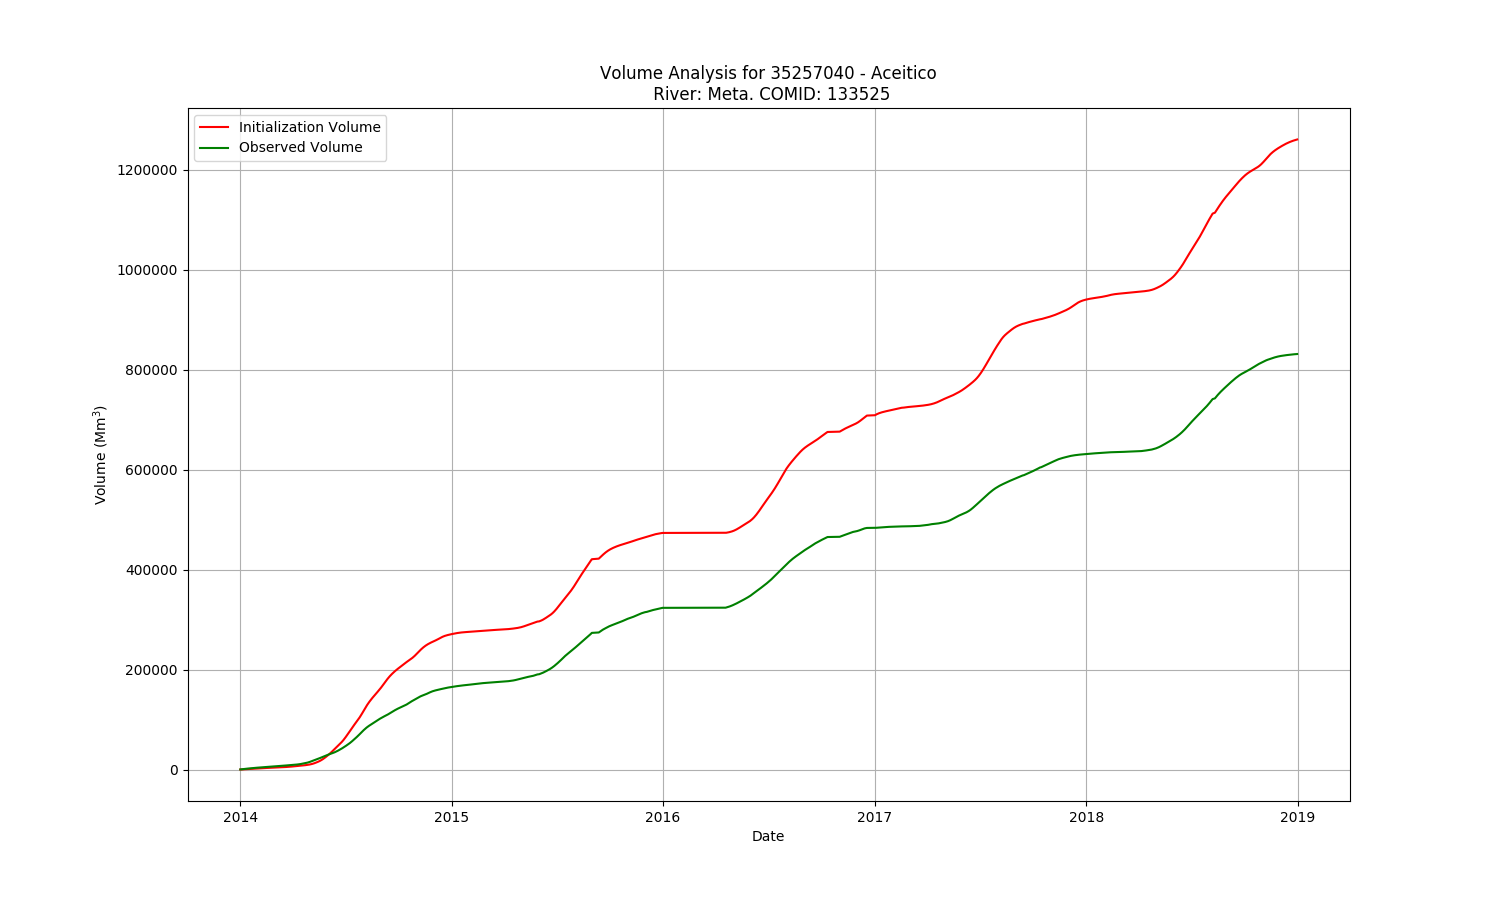 Volume Analysis for 35257040 - Aceitico
River: Meta. COMID: 133525
Initialization Volume
Observed Volume
1200000
1000000
800000
600000
400000
200000
0
Volume (Mm³)
2014 2015 2016 2017 2018 2019
Date